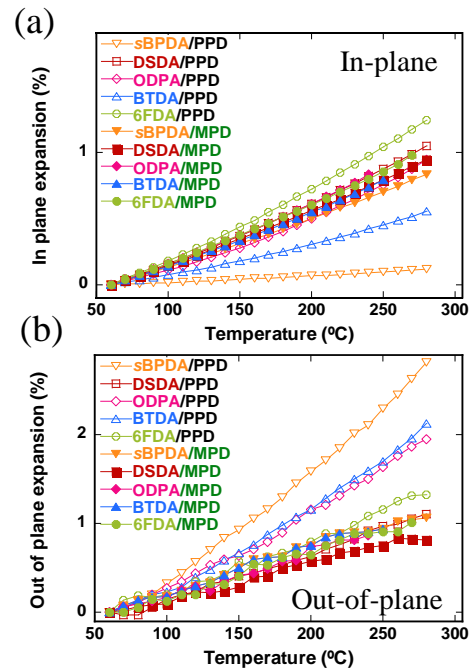 (a)
sBPDA/PPD
DSDA/PPD
ODPA/PPD
BTDA/PPD
6FDA/PPD
sBPDA/MPD
DSDA/MPD
ODPA/MPD
BTDA/MPD
6FDA/MPD
In-plane
In plane expansion (%)
1
0
100 150 200 250 300
Temperature (ºC)
(b)
sBPDA/PPD
DSDA/PPD
ODPA/PPD
BTDA/PPD
6FDA/PPD
sBPDA/MPD
DSDA/MPD
ODPA/MPD
BTDA/MPD
6FDA/MPD
Out-of-plane
Out of plane expansion (%)
2
1
0
50 100 150 200 250 300
Temperature (ºC)